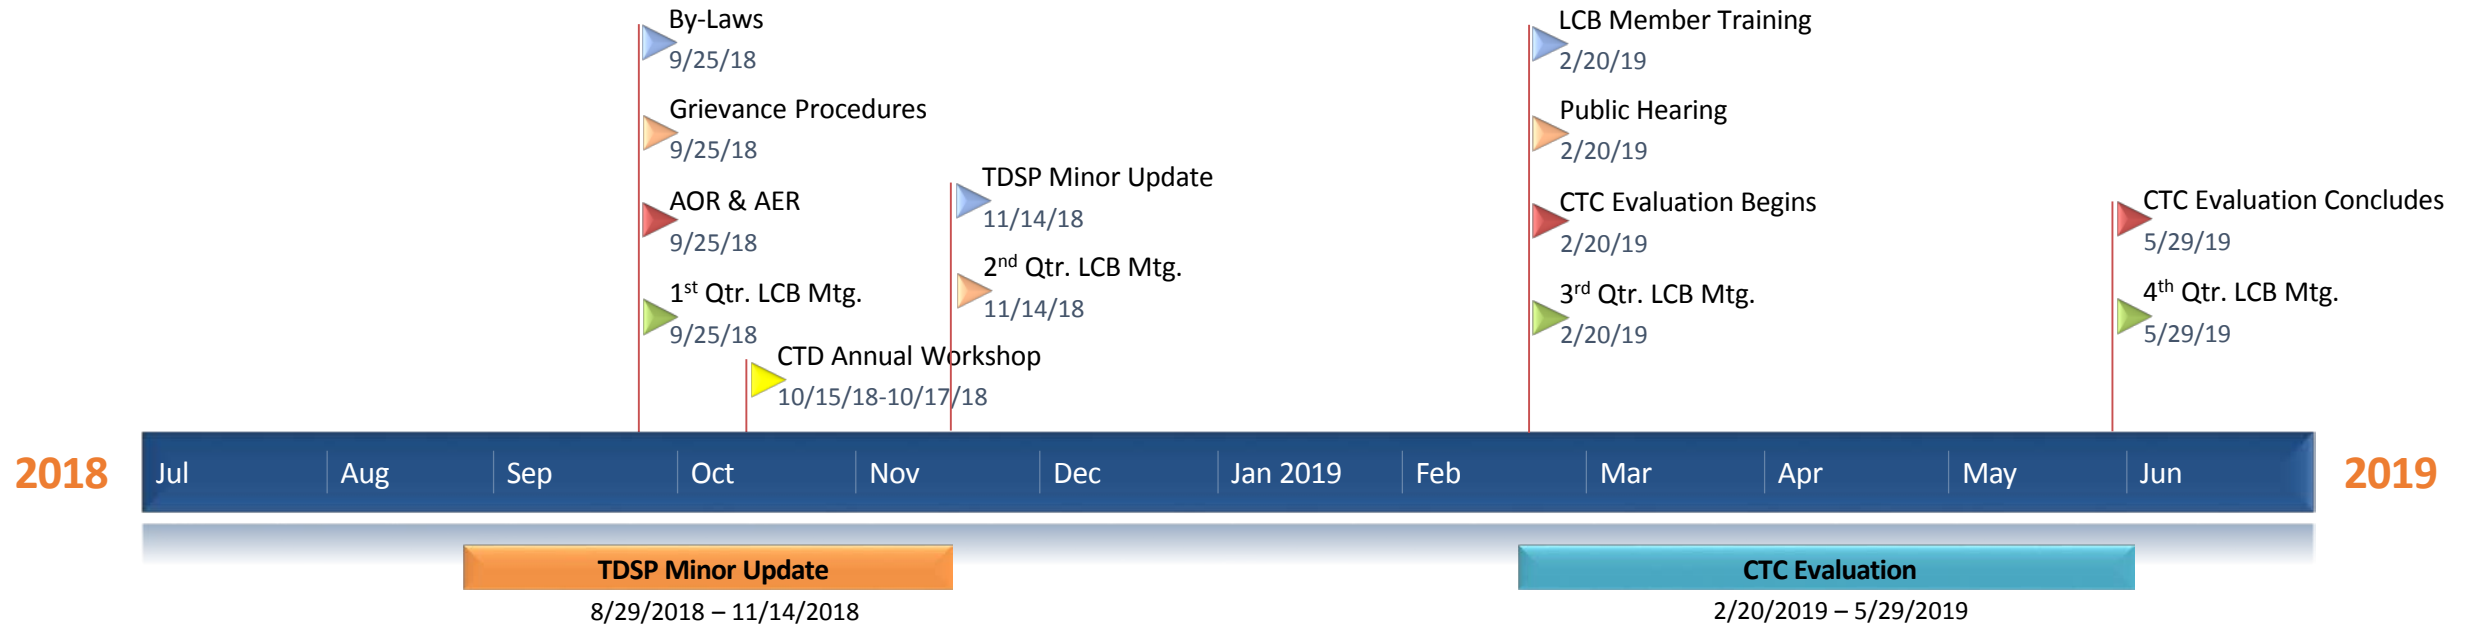 By-Laws
9/25/18
Grievance Procedures
9/25/18
AOR & AER
9/25/18
1st Qtr. LCB Mtg.
9/25/18
CTD Annual Workshop
10/15/18-10/17/18
TDSP Minor Update
11/14/18
2nd Qtr. LCB Mtg.
11/14/18
LCB Member Training
2/20/19
Public Hearing
2/20/19
CTC Evaluation Begins
2/20/19
3rd Qtr. LCB Mtg.
2/20/19
CTC Evaluation Concludes
5/29/19
4th Qtr. LCB Mtg.
5/29/19
2018 Jul Aug Sep Oct Nov Dec Jan 2019 Feb Mar Apr May Jun 2019
TDSP Minor Update
8/29/2018 – 11/14/2018
CTC Evaluation
2/20/2019 – 5/29/2019